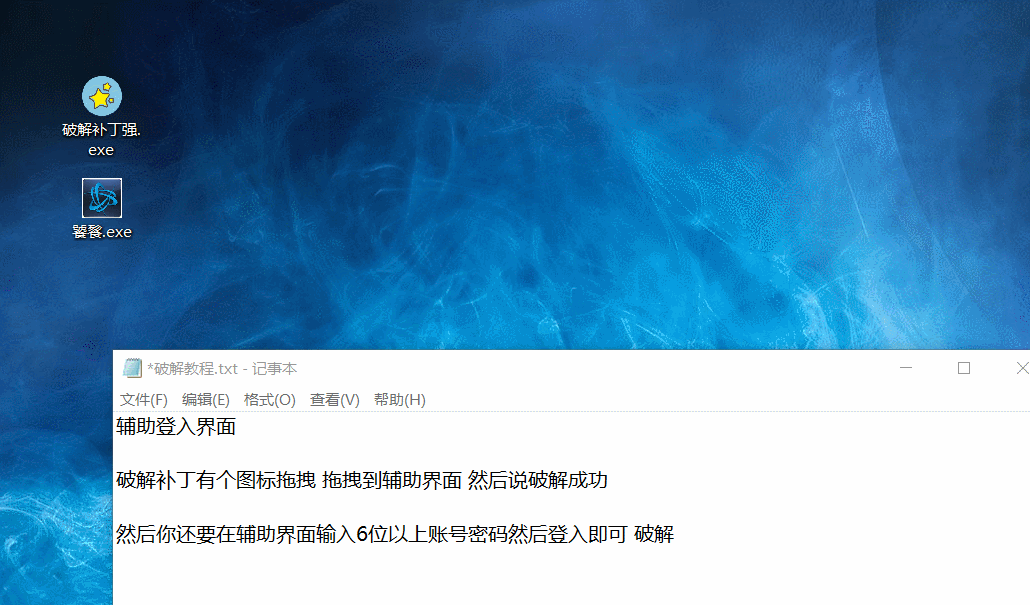 破解补丁强.
exe
饕餮.exe
*破解教程.txt - 记事本
文件(F) 编辑(E) 格式(O) 查看(V) 帮助(H)
辅助登入界面
破解补丁有个图标拖拽 拖拽到辅助界面 然后说破解成功
然后你还要在辅助界面输入6位以上账号密码然后登入即可 破解